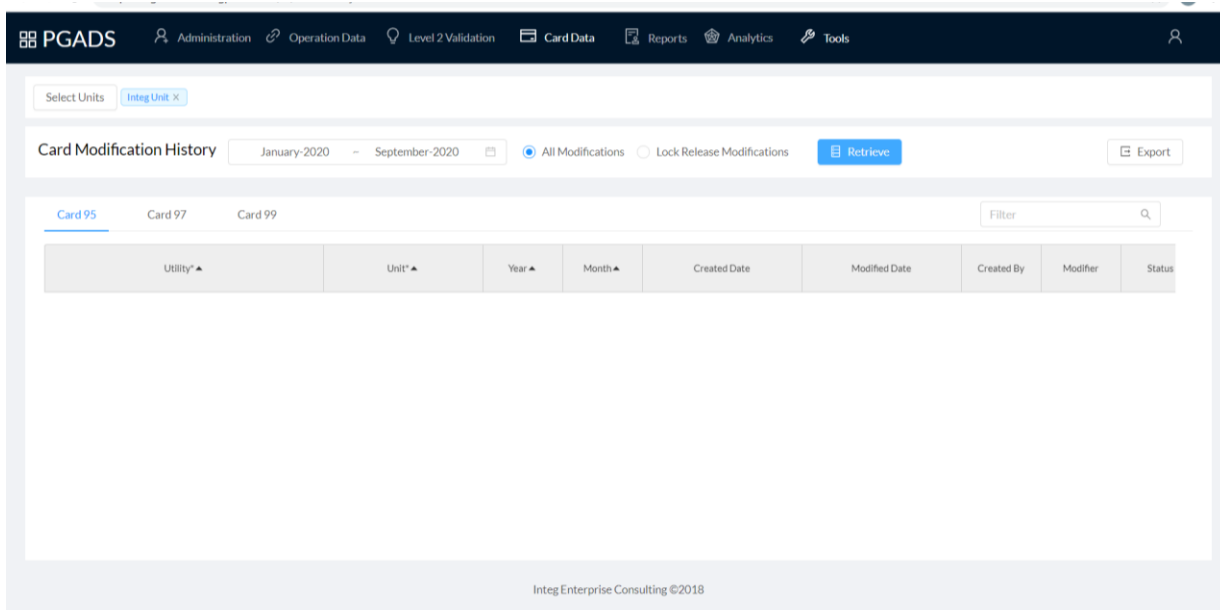 PGADS Administration Operation Data Level 2 Validation Card Data Reports Analytics Tools
Select Units Integ Unit ×
Card Modification History January-2020 ~ September-2020 All Modifications Lock Release Modifications Retrieve Export
Card 95 Card 97 Card 99 Filter
Utility* Unit* Year Month Created Date Modified Date Created By Modifier Status
Integ Enterprise Consulting ©2018